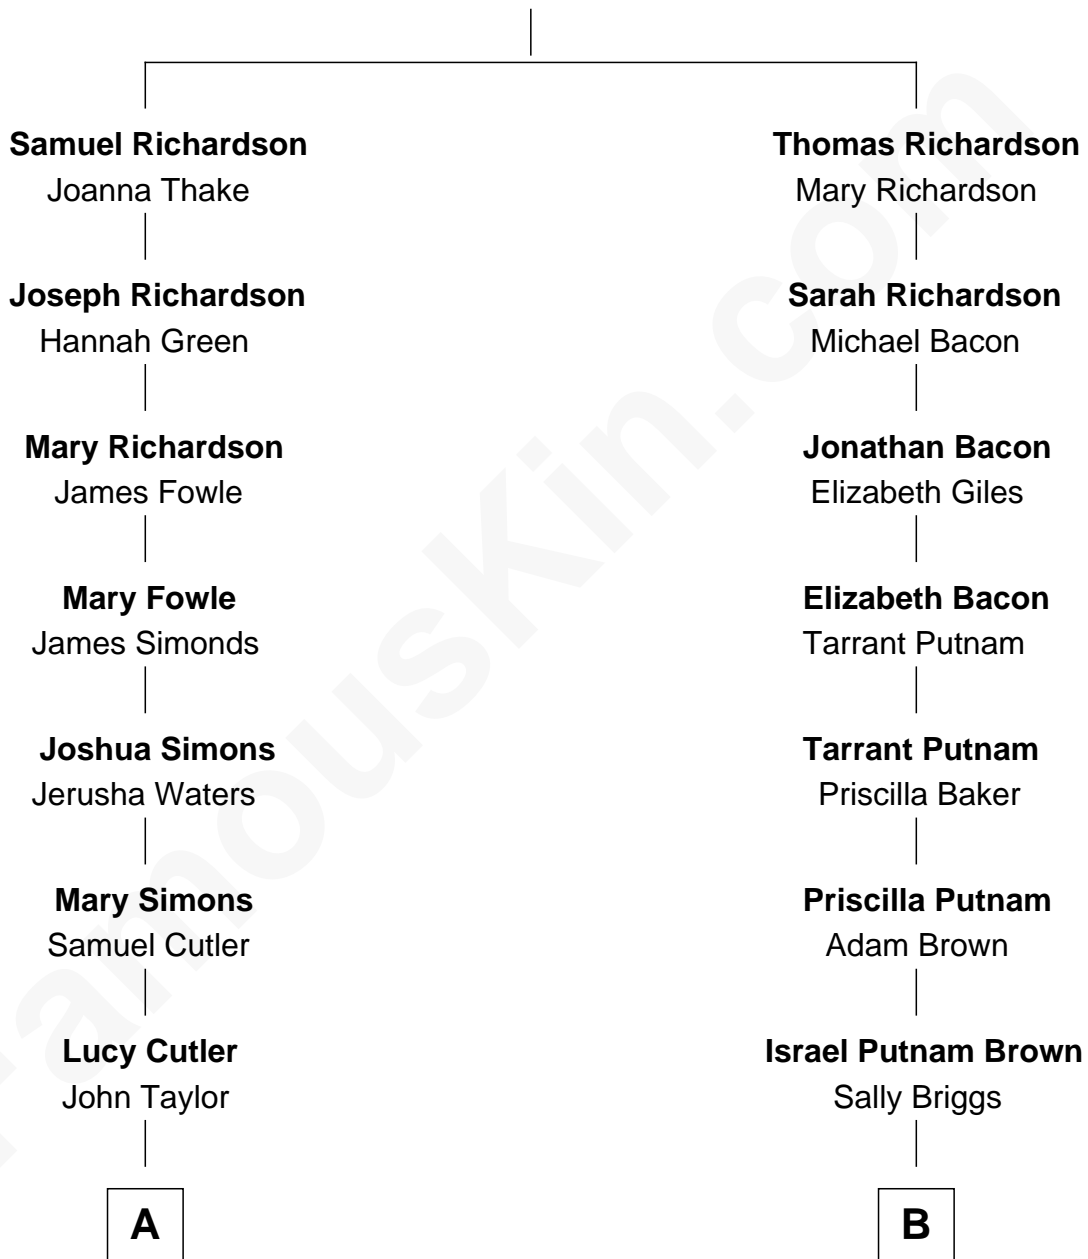 Samuel Richardson
Joanna Thake
Joseph Richardson
Hannah Green
Mary Richardson
James Fowle
Mary Fowle
James Simonds
Joshua Simons
Jerusha Waters
Mary Simons
Samuel Cutler
Lucy Cutler
John Taylor
A
Thomas Richardson
Mary Richardson
Sarah Richardson
Michael Bacon
Jonathan Bacon
Elizabeth Giles
Elizabeth Bacon
Tarrant Putnam
Tarrant Putnam
Priscilla Baker
Priscilla Putnam
Adam Brown
Israel Putnam Brown
Sally Briggs
B
FamousKin.com